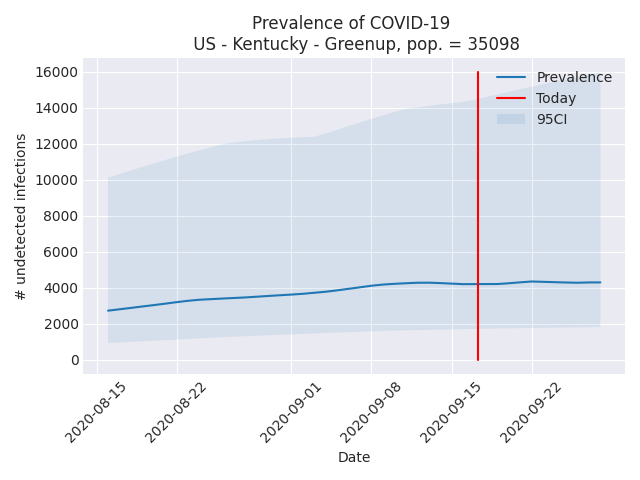 Prevalence of COVID-19
US - Kentucky - Greenup, pop. = 35098
16000
14000
12000
10000
8000
6000
4000
2000
0
# undetected infections
Prevalence
Today
95CI
2020-08-15
2020-08-22
2020-09-01
2020-09-08
2020-09-15
2020-09-22
Date